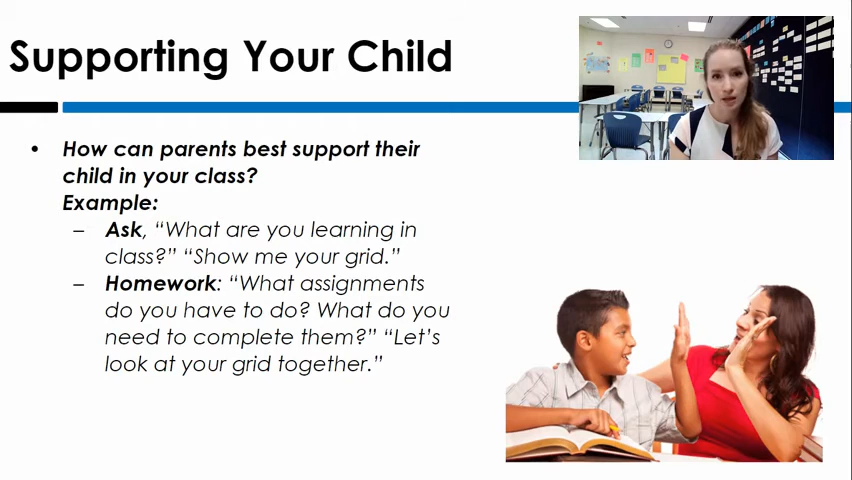 Supporting Your Child
• How can parents best support their
child in your class?
Example:
– Ask, “What are you learning in
class?” “Show me your grid.”
– Homework: “What assignments
do you have to do? What do you
need to complete them?” “Let’s
look at your grid together.”